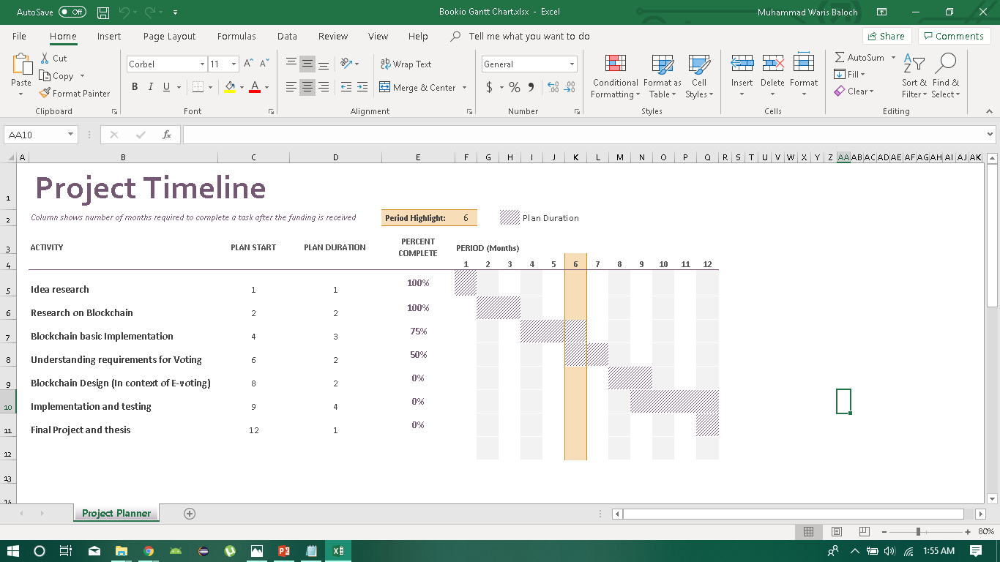 AutoSave Off Bookio Gantt Chart.xlsx - Excel Muhammad Waris Baloch
File Home Insert Page Layout Formulas Data Review View Help Tell me what you want to do Share Comments
Paste Cut Copy Format Painter
Clipboard
Corbel 11 A A
B I U A
Font
ab Wrap Text
Merge & Center
Alignment
General
$ % 9
Number
Conditional Formatting Format as Table Cell Styles
Styles
Insert Delete Format
Cells
AutoSum Fill Clear Sort & Filter Find & Select
Editing
AA10 fx
A B C D E F G H I J K L M N O P Q R S T U V W X Y Z AA AB AC AD AE AF AG AH AI AJ AK
1 Project Timeline
2 Column shows number of months required to complete a task after the funding is received Period Highlight: 6 Plan Duration
3 ACTIVITY PLAN START PLAN DURATION PERCENT COMPLETE PERIOD (Months)
4 1 2 3 4 5 6 7 8 9 10 11 12
5 Idea research 1 1 100%
6 Research on Blockchain 2 2 100%
7 Blockchain basic Implementation 4 3 75%
8 Understanding requirements for Voting 6 2 50%
9 Blockchain Design (In context of E-voting) 8 2 0%
10 Implementation and testing 9 4 0%
11 Final Project and thesis 12 1 0%
12
13
14
Project Planner
80%
1:55 AM